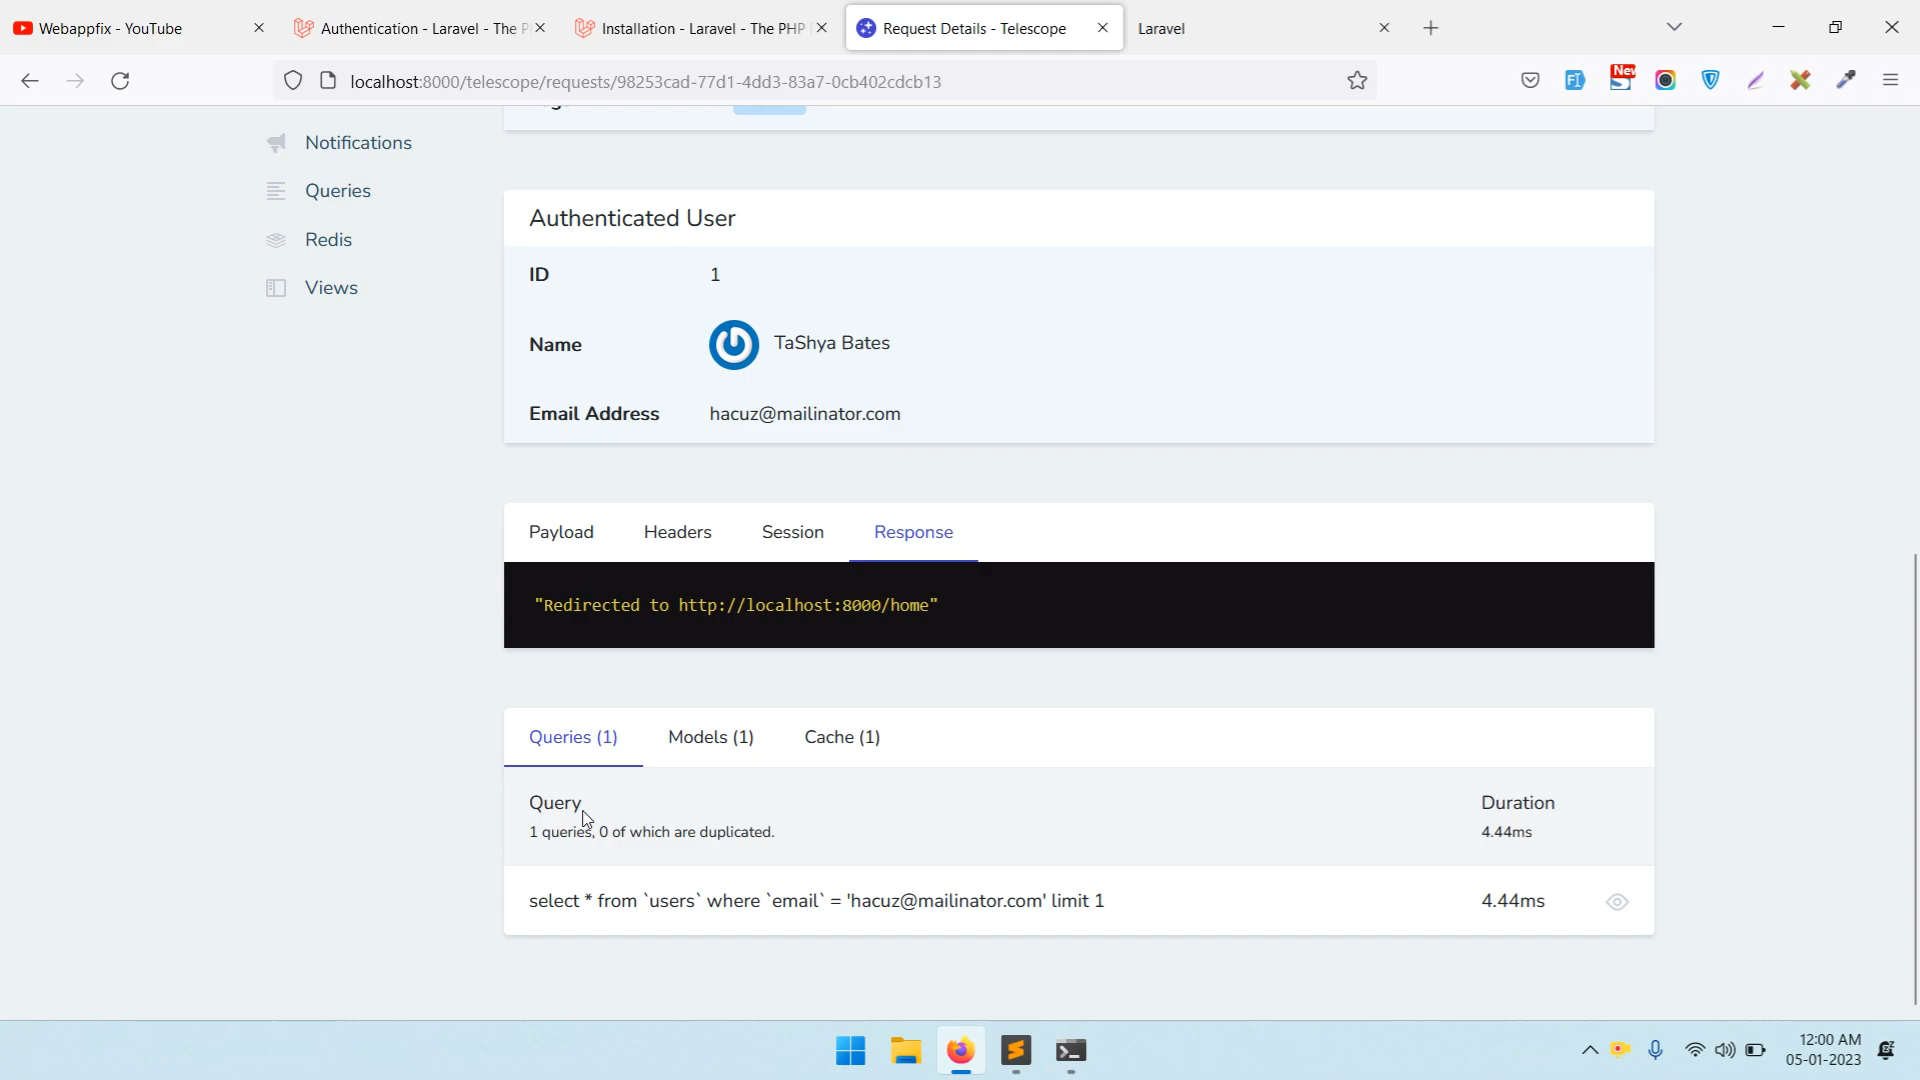 Webappfix - YouTube
Authentication - Laravel - The P
Installation - Laravel - The PHP
Request Details - Telescope
Laravel
localhost:8000/telescope/requests/98253cad-77d1-4dd3-83a7-0cb402cdcb13
New
Notifications
Queries
Redis
Views
Authenticated User
ID 1
Name TaShya Bates
Email Address hacuz@mailinator.com
Payload Headers Session Response
"Redirected to http://localhost:8000/home"
Queries (1) Models (1) Cache (1)
Query Duration
1 queries, 0 of which are duplicated. 4.44ms
select * from `users` where `email` = 'hacuz@mailinator.com' limit 1 4.44ms
12:00 AM
05-01-2023